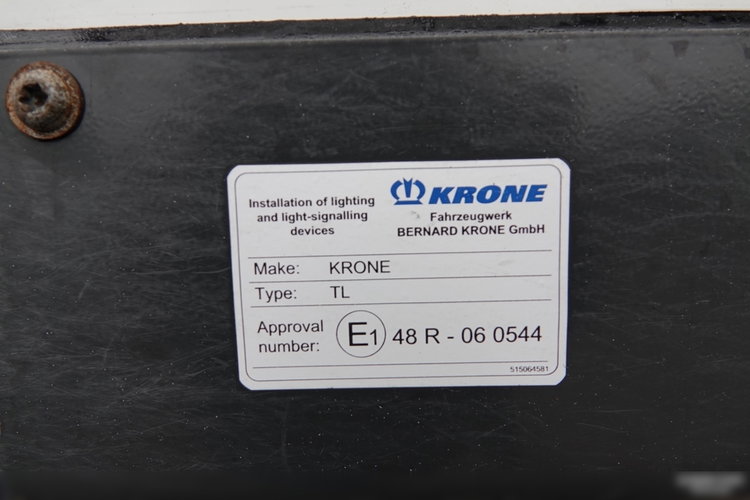 Installation of lighting
and light-signalling
devices
KRONE
Fahrzeugwerk
BERNARD KRONE GmbH
Make: KRONE
Type: TL
Approval
number:
E1 48 R - 06 0544
515064581